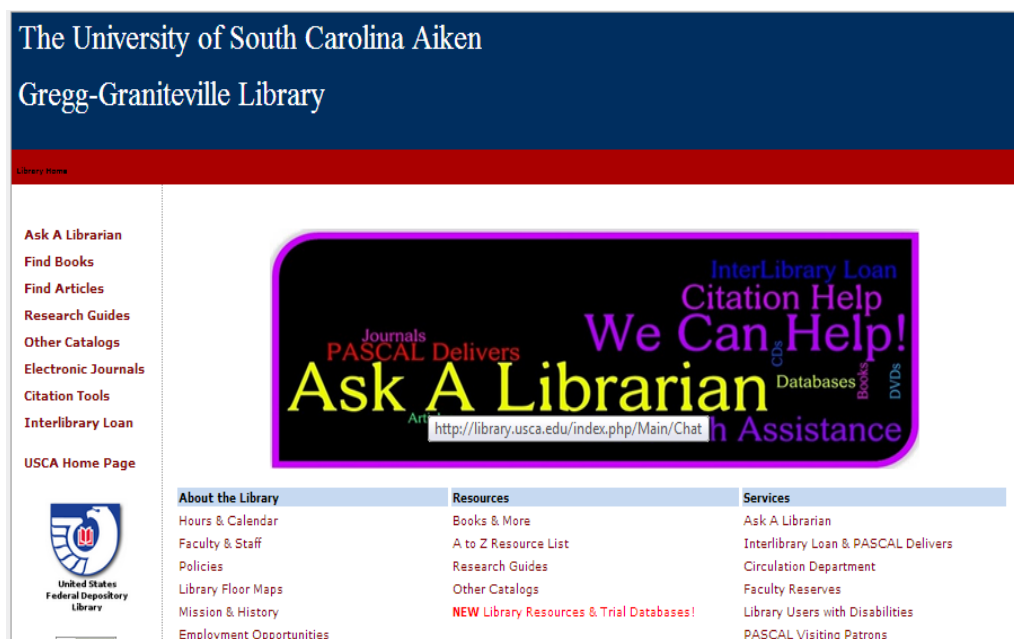 The University of South Carolina Aiken
Gregg-Graniteville Library
Library Home
Ask A Librarian
Find Books
Find Articles
Research Guides
Other Catalogs
Electronic Journals
Citation Tools
Interlibrary Loan
USCA Home Page
United States
Federal Depository
Library
InterLibrary Loan
Citation Help
We Can Help!
Journals
PASCAL Delivers
CDs
Ask A Librarian
Databases
Books
DVDs
http://library.usca.edu/index.php/Main/Chat
Assistance
About the Library
Hours & Calendar
Faculty & Staff
Policies
Library Floor Maps
Mission & History
Employment Opportunities
Resources
Books & More
A to Z Resource List
Research Guides
Other Catalogs
NEW Library Resources & Trial Databases!
Services
Ask A Librarian
Interlibrary Loan & PASCAL Delivers
Circulation Department
Faculty Reserves
Library Users with Disabilities
PASCAL Visiting Patrons